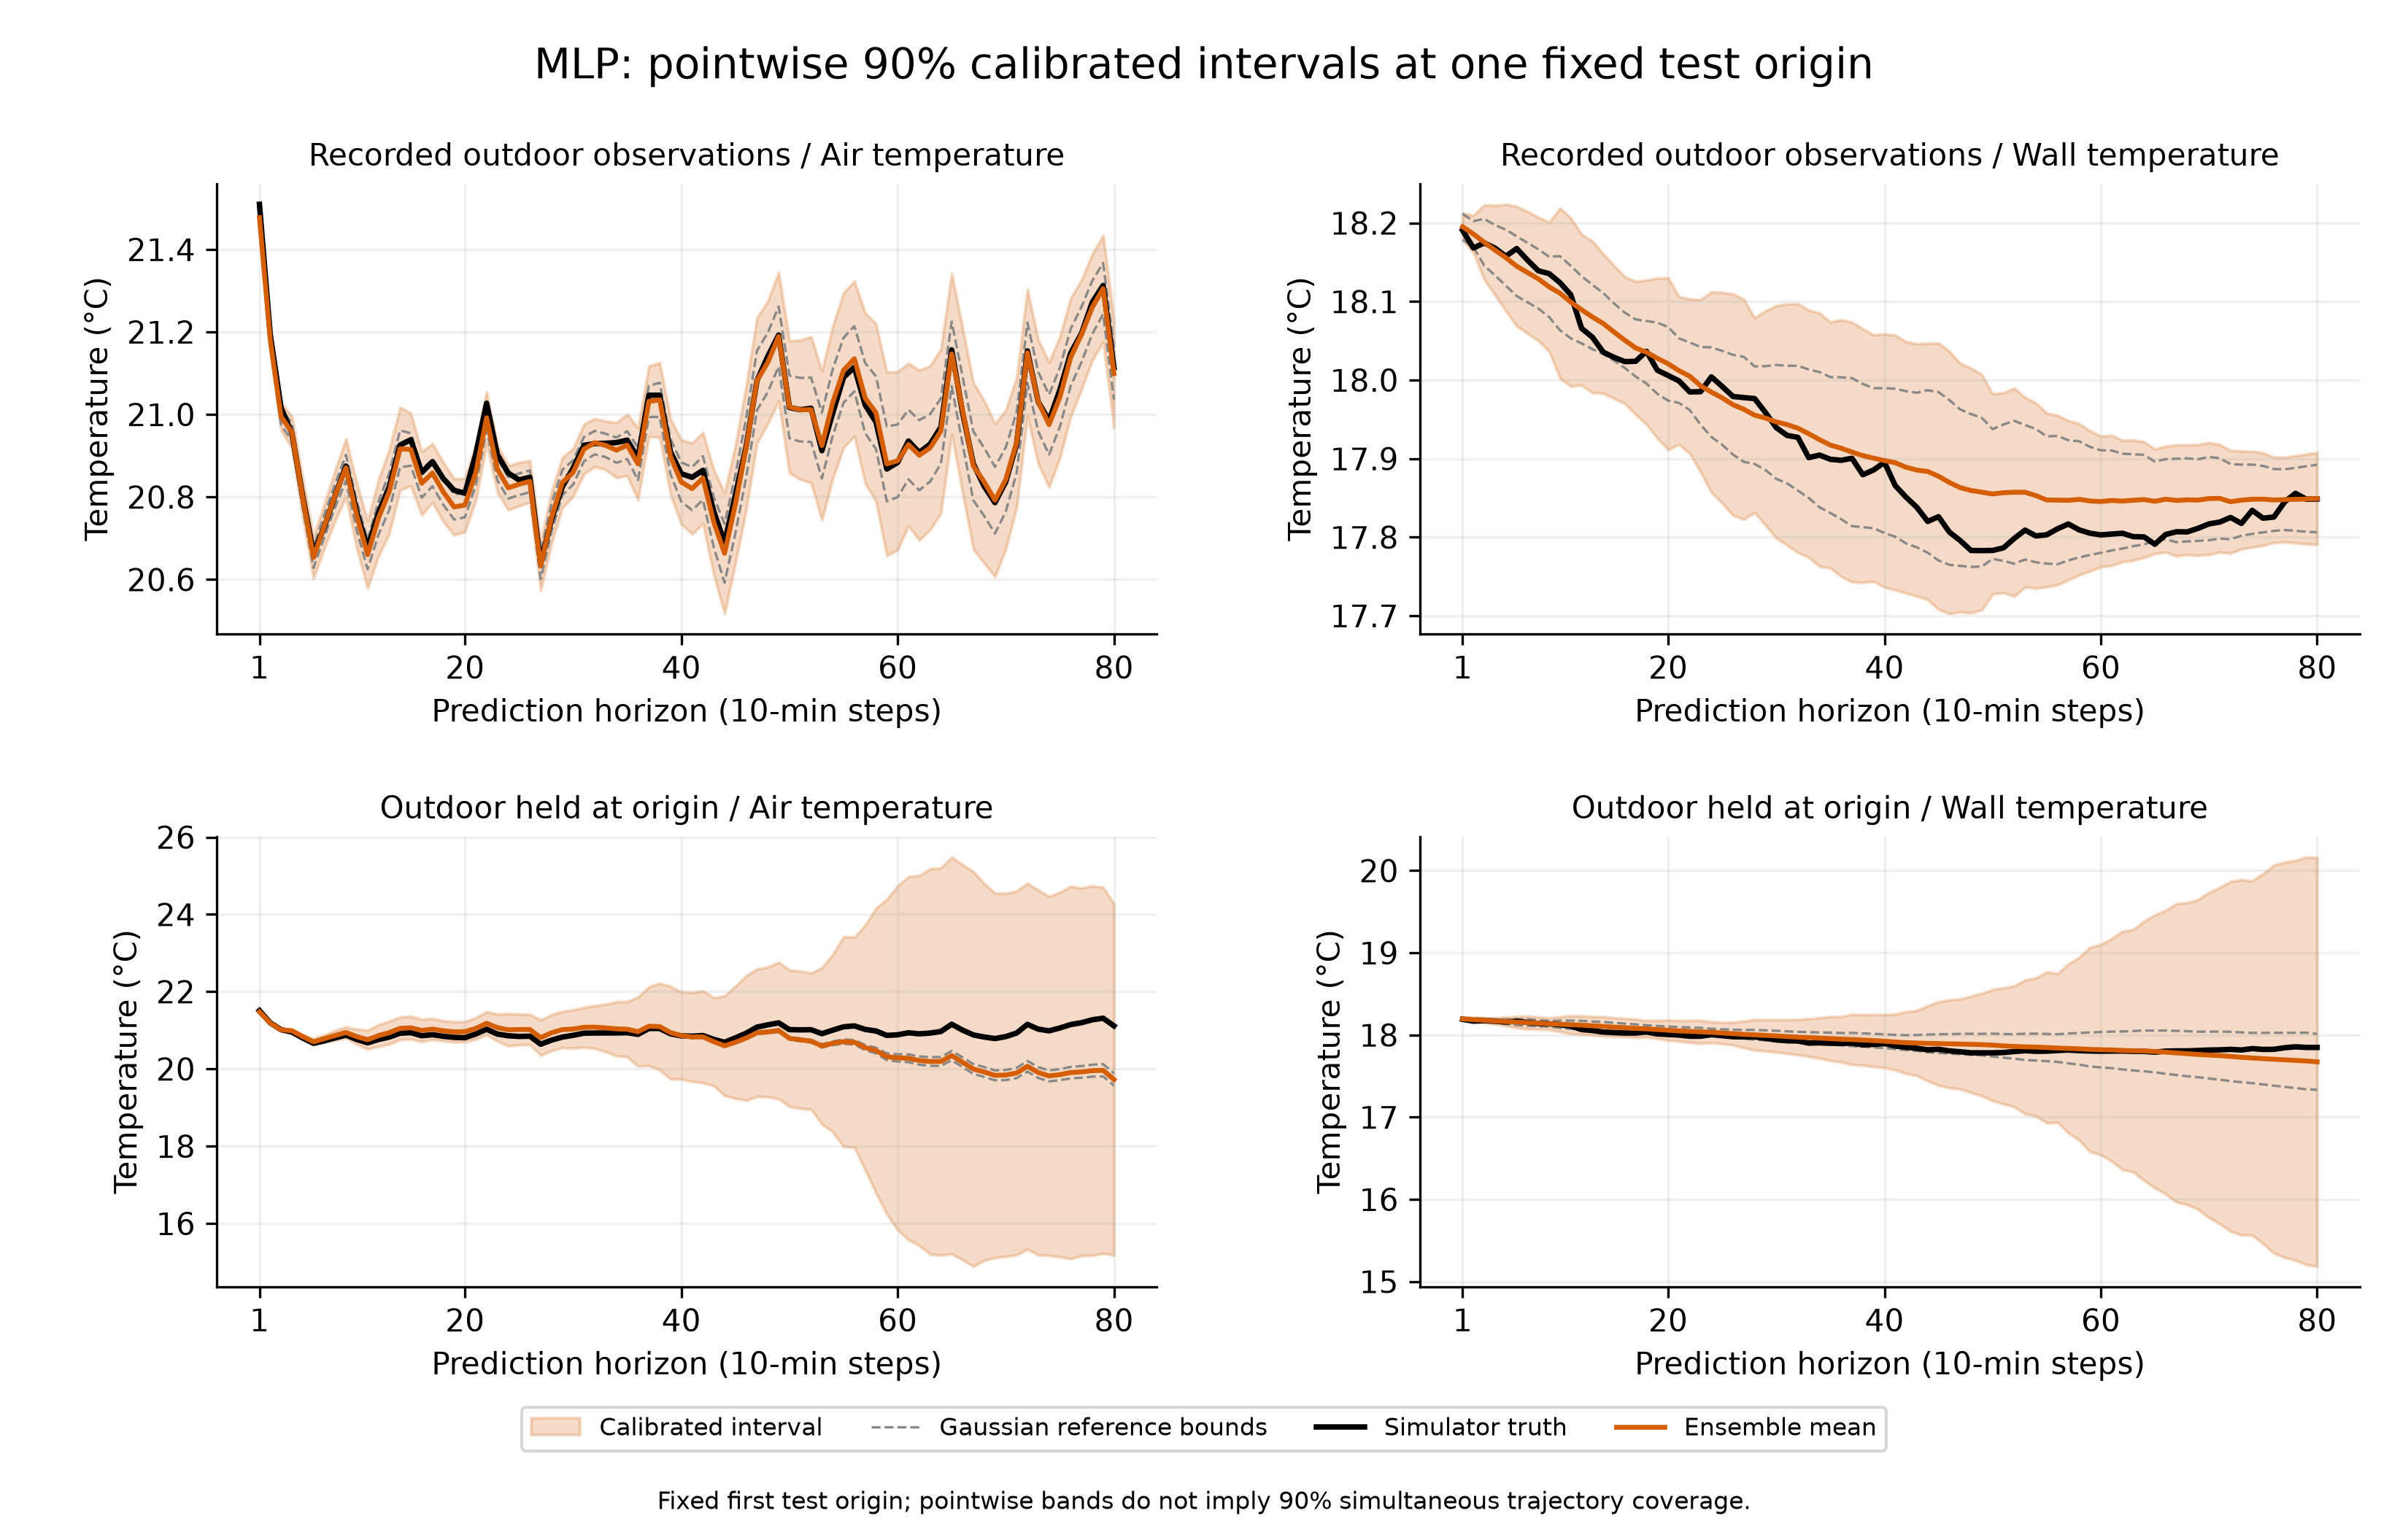 MLP: pointwise 90% calibrated intervals at one fixed test origin
Recorded outdoor observations / Air temperature
Temperature (°C)
21.4
21.2
21.0
20.8
20.6
1 20 40 60 80
Prediction horizon (10-min steps)
Recorded outdoor observations / Wall temperature
Temperature (°C)
18.2
18.1
18.0
17.9
17.8
17.7
1 20 40 60 80
Prediction horizon (10-min steps)
Outdoor held at origin / Air temperature
Temperature (°C)
26
24
22
20
18
16
1 20 40 60 80
Prediction horizon (10-min steps)
Outdoor held at origin / Wall temperature
Temperature (°C)
20
19
18
17
16
15
1 20 40 60 80
Prediction horizon (10-min steps)
Calibrated interval Gaussian reference bounds Simulator truth Ensemble mean
Fixed first test origin; pointwise bands do not imply 90% simultaneous trajectory coverage.